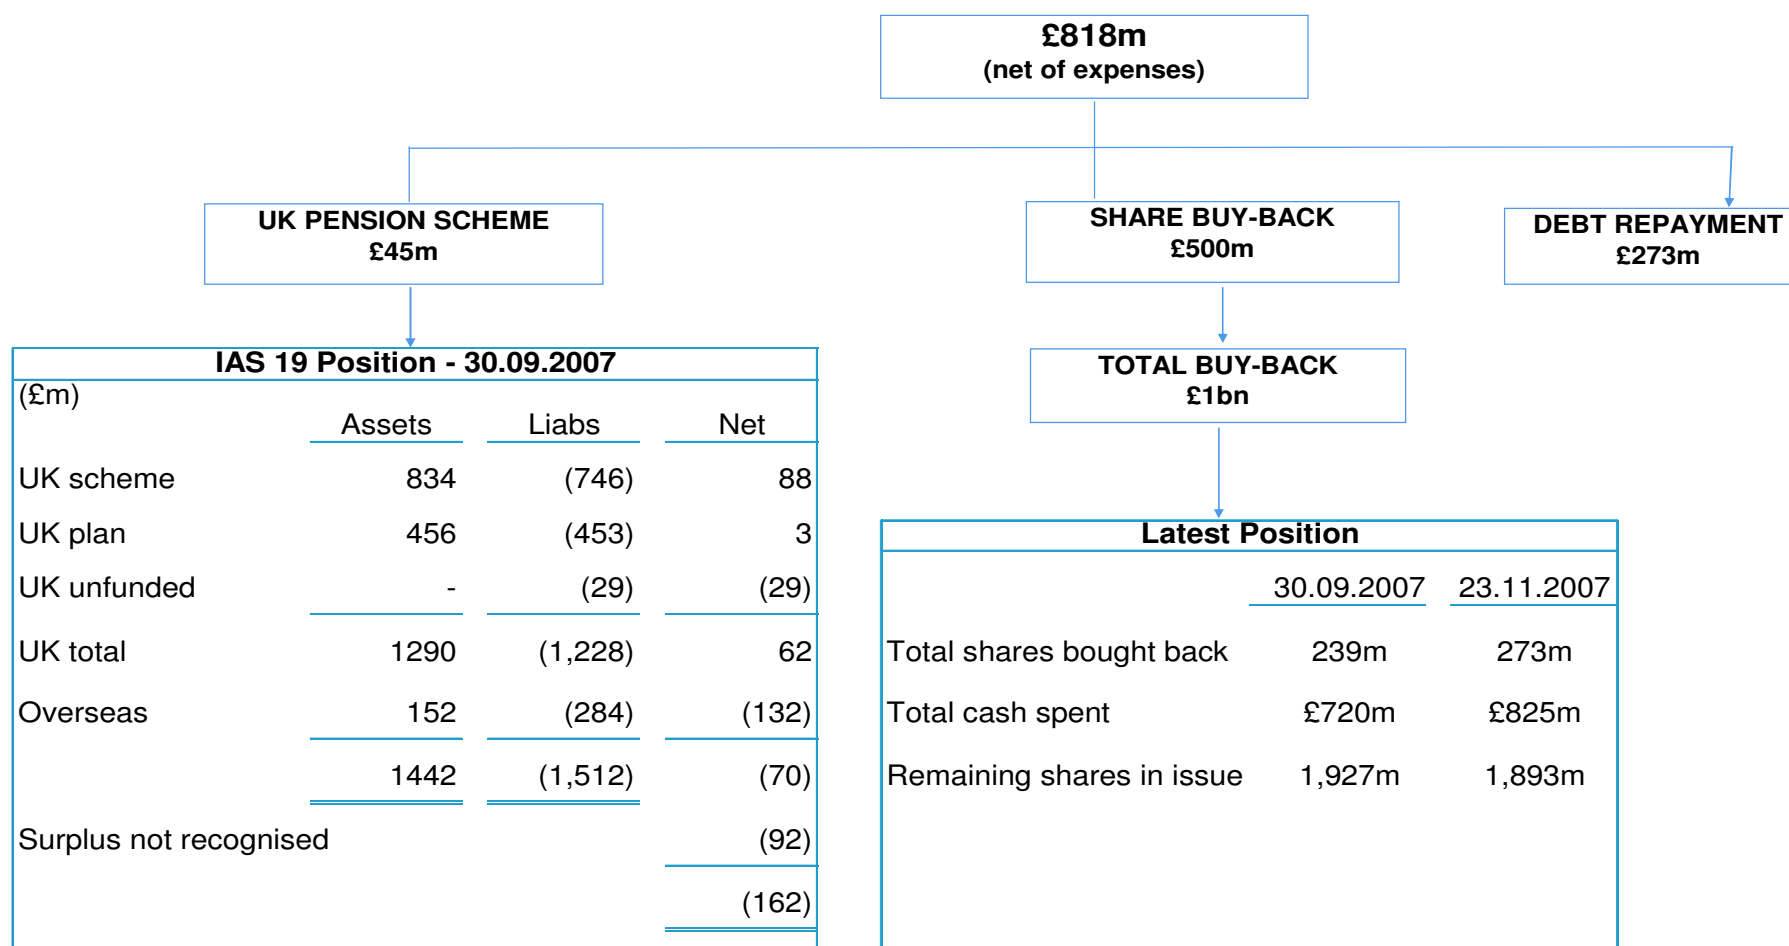 £818m
(net of expenses)
UK PENSION SCHEME
£45m
SHARE BUY-BACK
£500m
DEBT REPAYMENT
£273m
TOTAL BUY-BACK
£1bn
IAS 19 Position - 30.09.2007
(£m)
Assets Liabs Net
UK scheme 834 (746) 88
UK plan 456 (453) 3
UK unfunded - (29) (29)
UK total 1290 (1,228) 62
Overseas 152 (284) (132)
1442 (1,512) (70)
Surplus not recognised (92)
(162)
Latest Position
30.09.2007 23.11.2007
Total shares bought back 239m 273m
Total cash spent £720m £825m
Remaining shares in issue 1,927m 1,893m